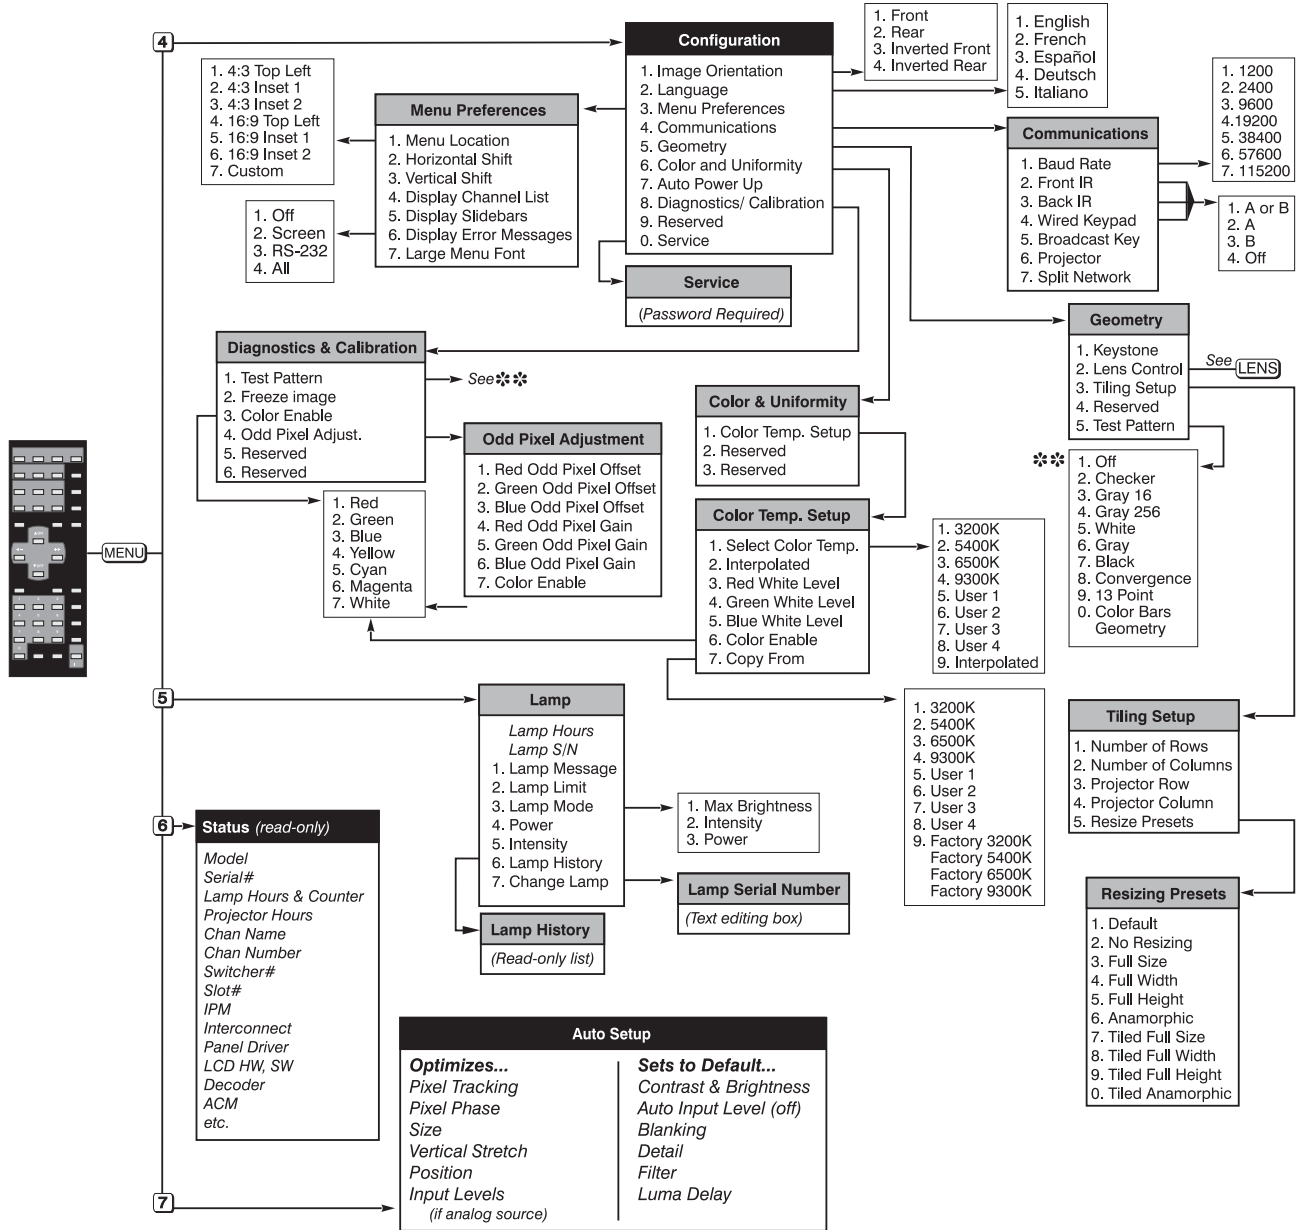 4
Configuration
1. Image Orientation
2. Language
3. Menu Preferences
4. Communications
5. Geometry
6. Color and Uniformity
7. Auto Power Up
8. Diagnostics/ Calibration
9. Reserved
0. Service
1. Front
2. Rear
3. Inverted Front
4. Inverted Rear
1. English
2. French
3. Español
4. Deutsch
5. Italiano
1. 4:3 Top Left
2. 4:3 Inset 1
3. 4:3 Inset 2
4. 16:9 Top Left
5. 16:9 Inset 1
6. 16:9 Inset 2
7. Custom
Menu Preferences
1. Menu Location
2. Horizontal Shift
3. Vertical Shift
4. Display Channel List
5. Display Slidebars
6. Display Error Messages
7. Large Menu Font
1. Off
2. Screen
3. RS-232
4. All
Communications
1. Baud Rate
2. Front IR
3. Back IR
4. Wired Keypad
5. Broadcast Key
6. Projector
7. Split Network
1. 1200
2. 2400
3. 9600
4.19200
5. 38400
6. 57600
7. 115200
1. A or B
2. A
3. B
4. Off
Service
(Password Required)
Geometry
1. Keystone
2. Lens Control
3. Tiling Setup
4. Reserved
5. Test Pattern
See LENS
Diagnostics & Calibration
1. Test Pattern
2. Freeze image
3. Color Enable
4. Odd Pixel Adjust.
5. Reserved
6. Reserved
See ✽✽
Odd Pixel Adjustment
1. Red Odd Pixel Offset
2. Green Odd Pixel Offset
3. Blue Odd Pixel Offset
4. Red Odd Pixel Gain
5. Green Odd Pixel Gain
6. Blue Odd Pixel Gain
7. Color Enable
Color & Uniformity
1. Color Temp. Setup
2. Reserved
3. Reserved
✽✽
1. Off
2. Checker
3. Gray 16
4. Gray 256
5. White
6. Gray
7. Black
8. Convergence
9. 13 Point
0. Color Bars
Geometry
MENU
1. Red
2. Green
3. Blue
4. Yellow
5. Cyan
6. Magenta
7. White
Color Temp. Setup
1. Select Color Temp.
2. Interpolated
3. Red White Level
4. Green White Level
5. Blue White Level
6. Color Enable
7. Copy From
1. 3200K
2. 5400K
3. 6500K
4. 9300K
5. User 1
6. User 2
7. User 3
8. User 4
9. Interpolated
5
Lamp
Lamp Hours
Lamp S/N
1. Lamp Message
2. Lamp Limit
3. Lamp Mode
4. Power
5. Intensity
6. Lamp History
7. Change Lamp
1. Max Brightness
2. Intensity
3. Power
Lamp Serial Number
(Text editing box)
Lamp History
(Read-only list)
1. 3200K
2. 5400K
3. 6500K
4. 9300K
5. User 1
6. User 2
7. User 3
8. User 4
9. Factory 3200K
Factory 5400K
Factory 6500K
Factory 9300K
Tiling Setup
1. Number of Rows
2. Number of Columns
3. Projector Row
4. Projector Column
5. Resize Presets
Resizing Presets
1. Default
2. No Resizing
3. Full Size
4. Full Width
5. Full Height
6. Anamorphic
7. Tiled Full Size
8. Tiled Full Width
9. Tiled Full Height
0. Tiled Anamorphic
6
Status (read-only)
Model
Serial#
Lamp Hours & Counter
Projector Hours
Chan Name
Chan Number
Switcher#
Slot#
IPM
Interconnect
Panel Driver
LCD HW, SW
Decoder
ACM
etc.
7
Auto Setup
Optimizes...
Pixel Tracking
Pixel Phase
Size
Vertical Stretch
Position
Input Levels
(if analog source)
Sets to Default...
Contrast & Brightness
Auto Input Level (off)
Blanking
Detail
Filter
Luma Delay